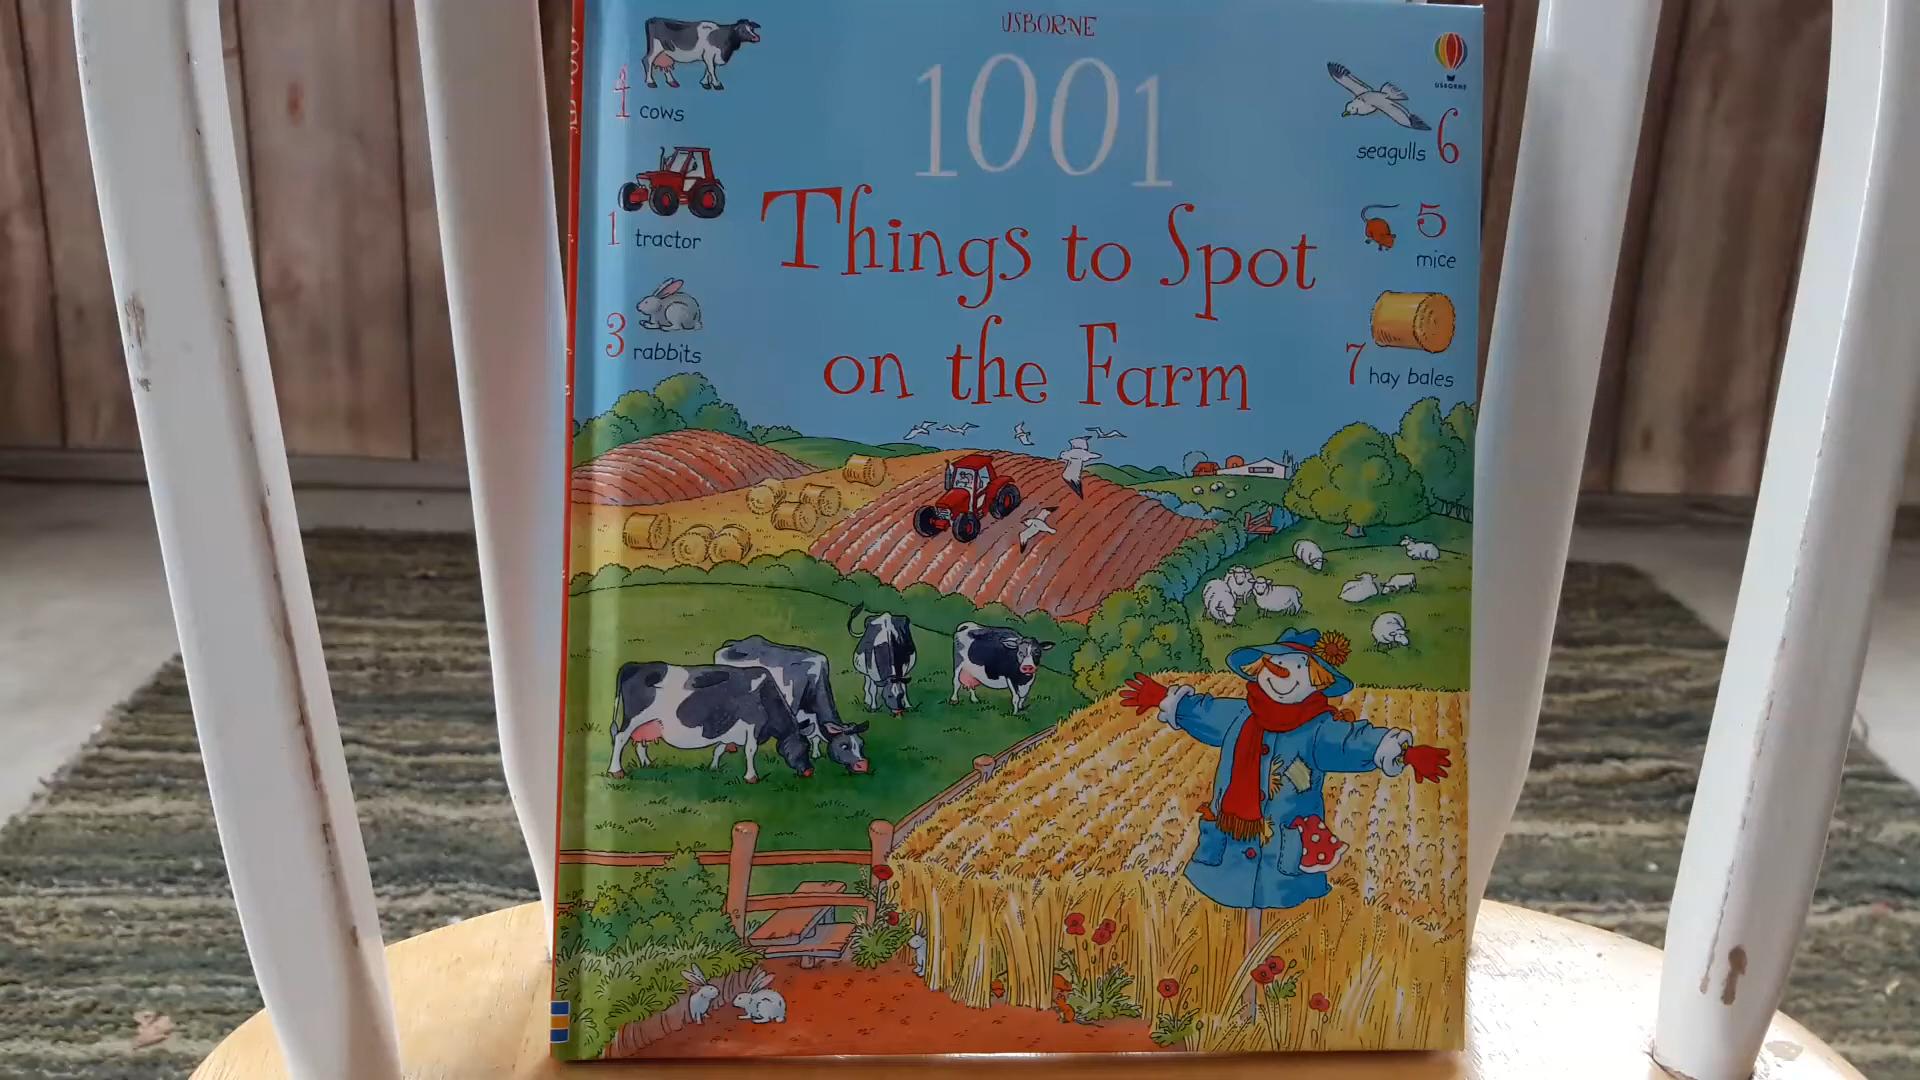 USBORNE
1001
Things to Spot
on the Farm
4 cows
1 tractor
3 rabbits
USBORNE
seagulls 6
5
mice
7 hay bales